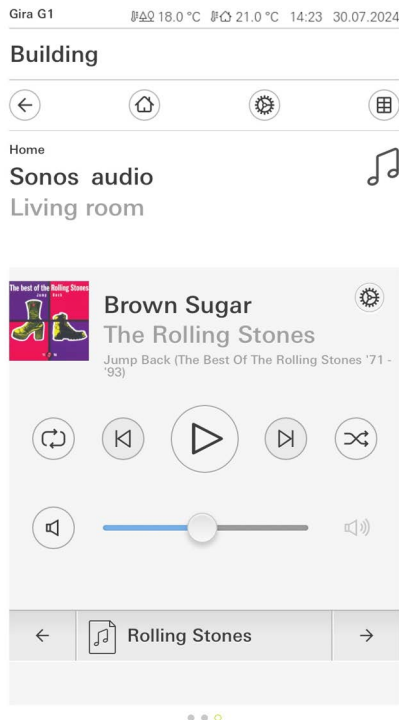 Gira G1
18.0 °C 21.0 °C 14:23 30.07.2024
Building
Home
Sonos audio
Living room
The best of the Rolling Stones
Jump Back
Brown Sugar
The Rolling Stones
Jump Back (The Best Of The Rolling Stones '71 -
'93)
Rolling Stones